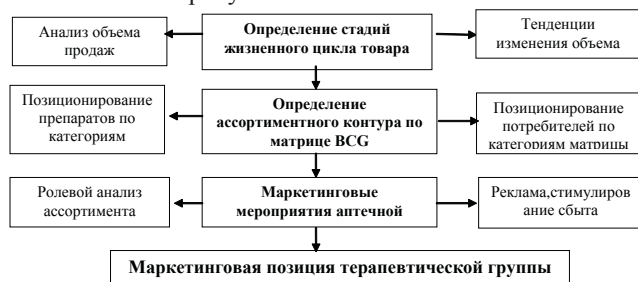 Анализ объема
продаж
Определение стадий
жизненного цикла товара
Тенденции
изменения объема
Позиционирование
препаратов по
категориям
Определение
ассортиментного контура по
матрице BCG
Позиционирование
потребителей по
категориям матрицы
Ролевой анализ
ассортимента
Маркетинговые
мероприятия аптечной
Реклама,стимулиров
ание сбыта
Маркетинговая позиция терапевтической группы